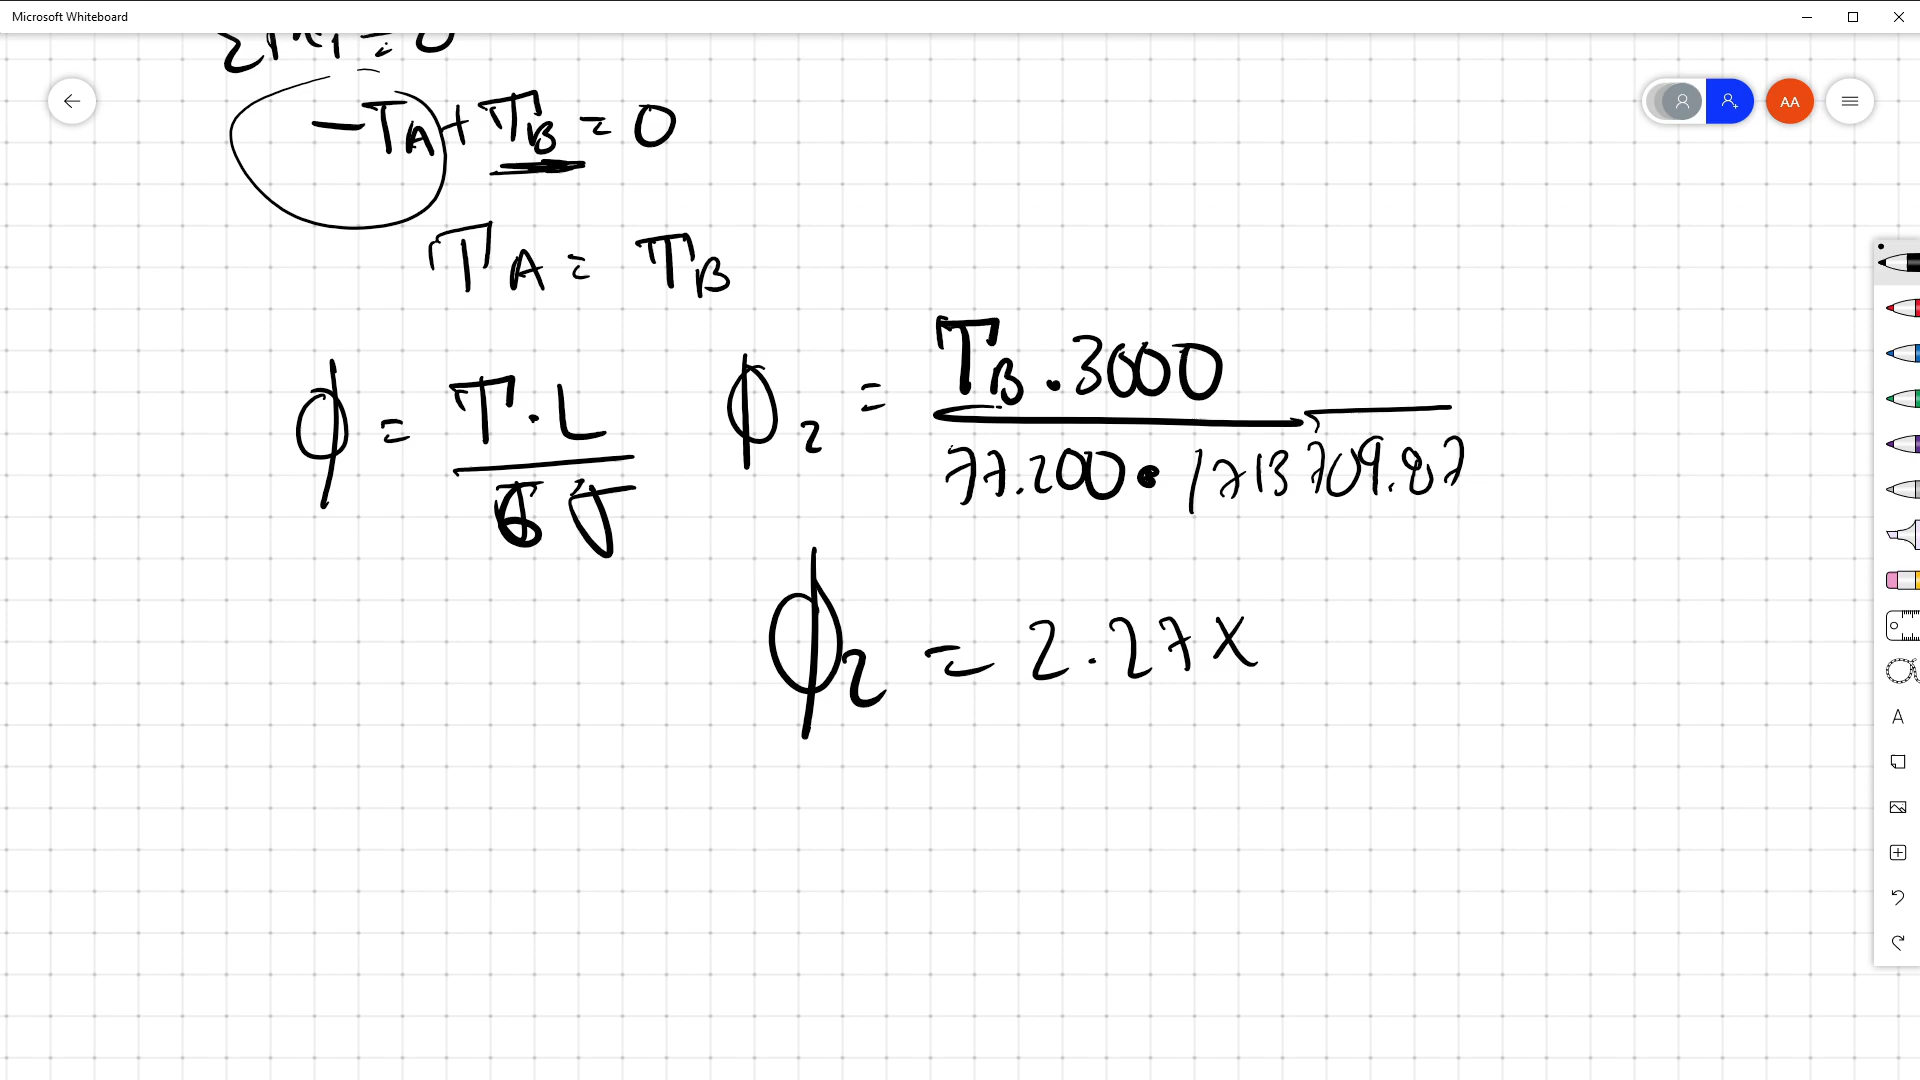 Microsoft Whiteboard
AA
-TA + TB = 0
TA = TB
ϕ = T·L / GJ
ϕ2 = TB·3000 / 77.200 · 1713709.87
ϕ2 = 2.27x
A